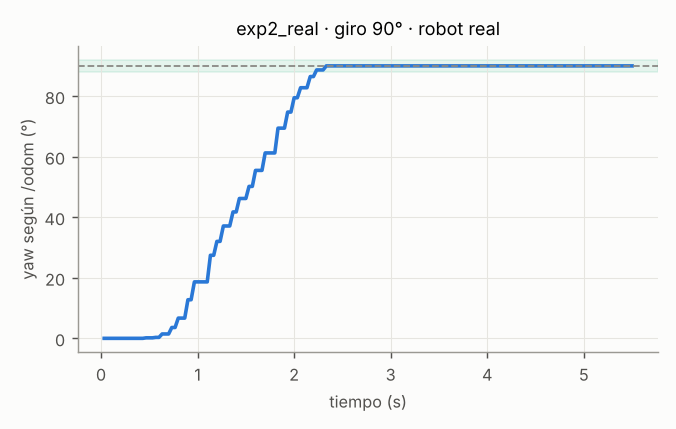 exp2_real · giro 90° · robot real
yaw según /odom (°)
80
60
40
20
0
0 1 2 3 4 5
tiempo (s)